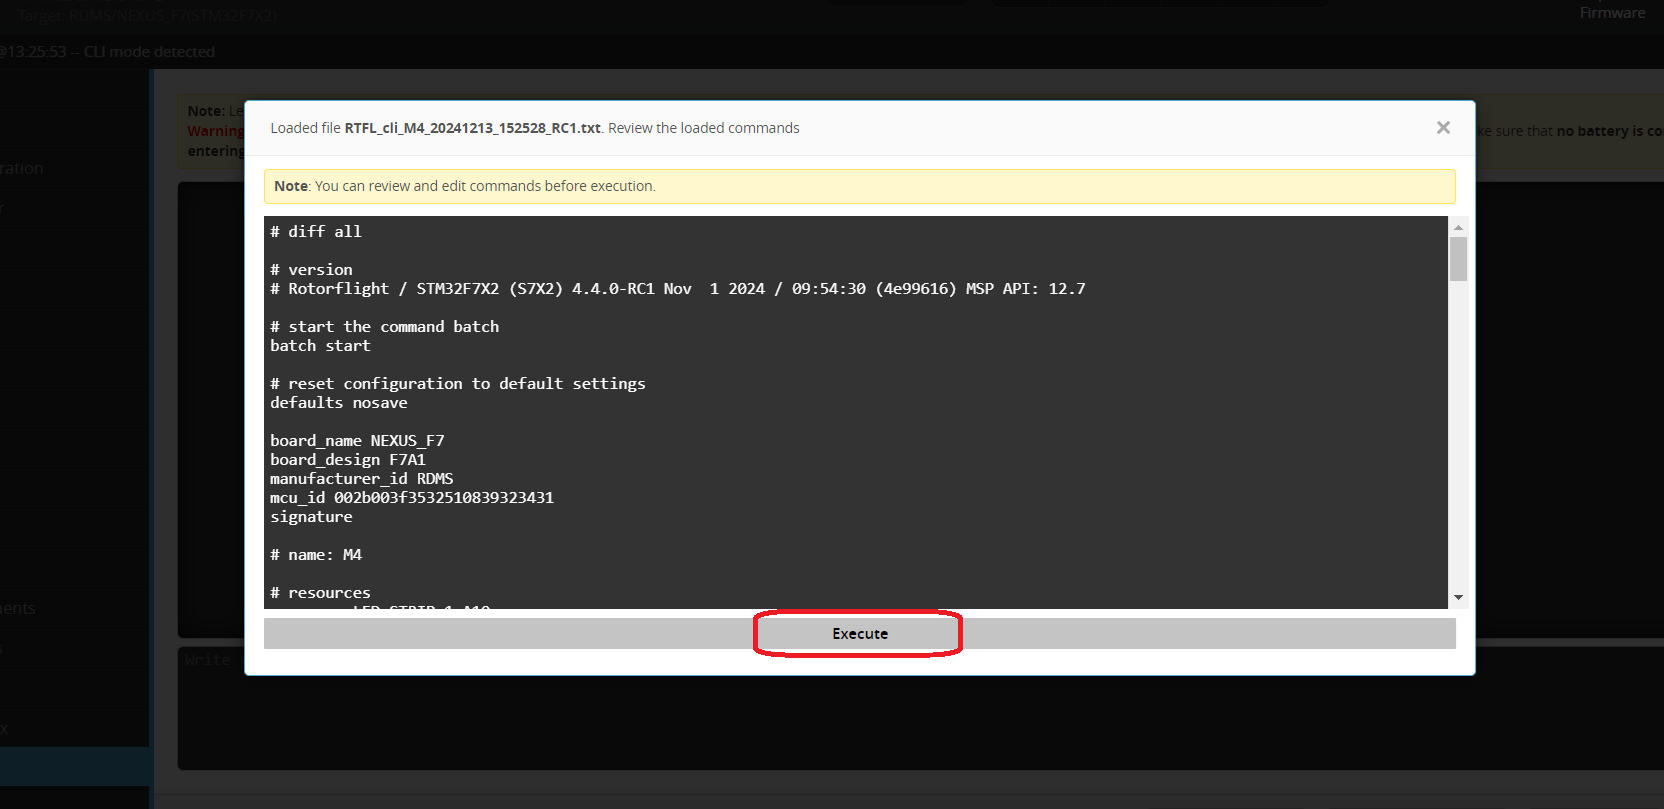 Target: RDMS/NEXUS_F7(STM32F7X2)
Firmware
@13:25:53 -- CLI mode detected
Loaded file RTFL_cli_M4_20241213_152528_RC1.txt. Review the loaded commands
Note:
Warning
ke sure that no battery is co
entering
ration
Note: You can review and edit commands before execution.
# diff all
# version
# Rotorflight / STM32F7X2 (S7X2) 4.4.0-RC1 Nov  1 2024 / 09:54:30 (4e99616) MSP API: 12.7
# start the command batch
batch start
# reset configuration to default settings
defaults nosave
board_name NEXUS_F7
board_design F7A1
manufacturer_id RDMS
mcu_id 002b003f3532510839323431
signature
# name: M4
# resources
Execute
nents
Write